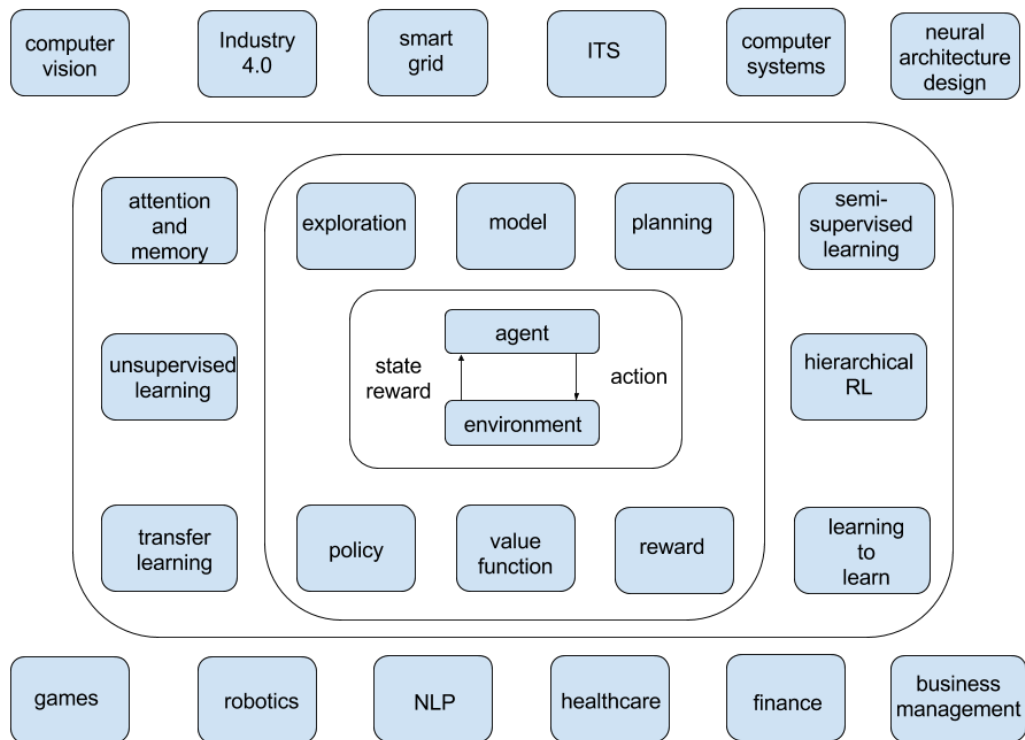 computer
vision
Industry
4.0
smart
grid
ITS
computer
systems
neural
architecture
design
attention
and
memory
exploration
model
planning
semi-
supervised
learning
agent
state
reward
action
environment
unsupervised
learning
hierarchical
RL
transfer
learning
policy
value
function
reward
learning
to
learn
games
robotics
NLP
healthcare
finance
business
management